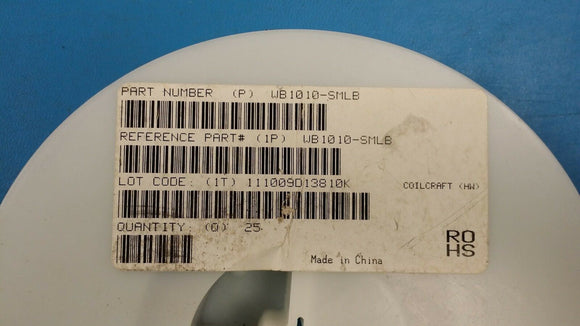 PART NUMBER (P) WB1010-SMLB
REFERENCE PART# (1P) WB1010-SMLB
LOT CODE: (1T) 111009D13810K
COILCRAFT (HW)
QUANTITY: (Q) 25
RO
HS
Made in China